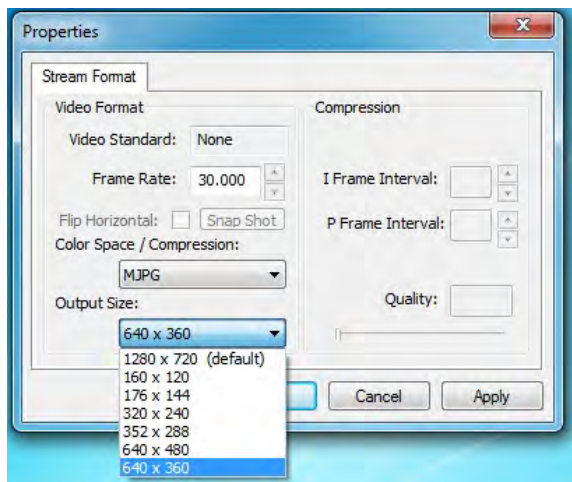 Properties
Stream Format
Video Format
Video Standard: None
Frame Rate: 30.000
Flip Horizontal: Snap Shot
Color Space / Compression:
MJPG
Output Size:
640 x 360
1280 x 720 (default)
160 x 120
176 x 144
320 x 240
352 x 288
640 x 480
640 x 360
Compression
I Frame Interval:
P Frame Interval:
Quality:
Cancel
Apply